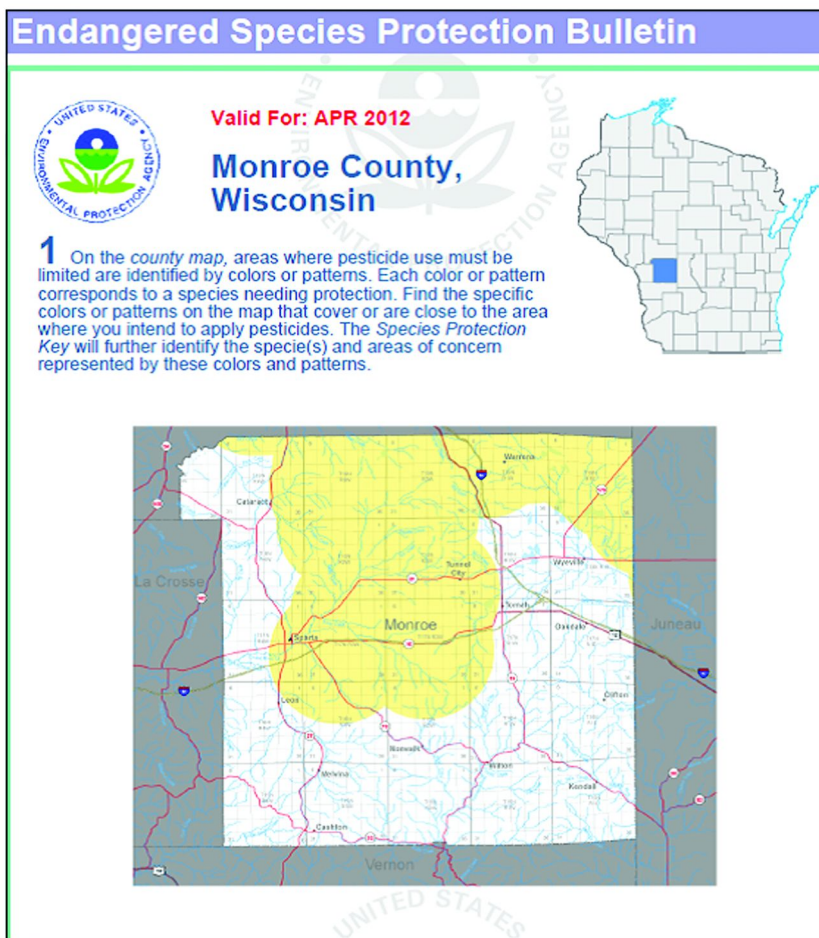 Endangered Species Protection Bulletin
UNITED STATES
ENVIRONMENTAL PROTECTION AGENCY
Valid For: APR 2012
Monroe County,
Wisconsin
1 On the county map, areas where pesticide use must be
limited are identified by colors or patterns. Each color or pattern
corresponds to a species needing protection. Find the specific
colors or patterns on the map that cover or are close to the area
where you intend to apply pesticides. The Species Protection
Key will further identify the specie(s) and areas of concern
represented by these colors and patterns.
Warrens
Cataract
Wyeville
Tunnel
City
La Crosse
Tomah
Monroe
Oakdale
Juneau
Sparta
Clifton
Leon
Norwalk
Wilton
Melvina
Kendall
Cashton
Vernon
UNITED STATES